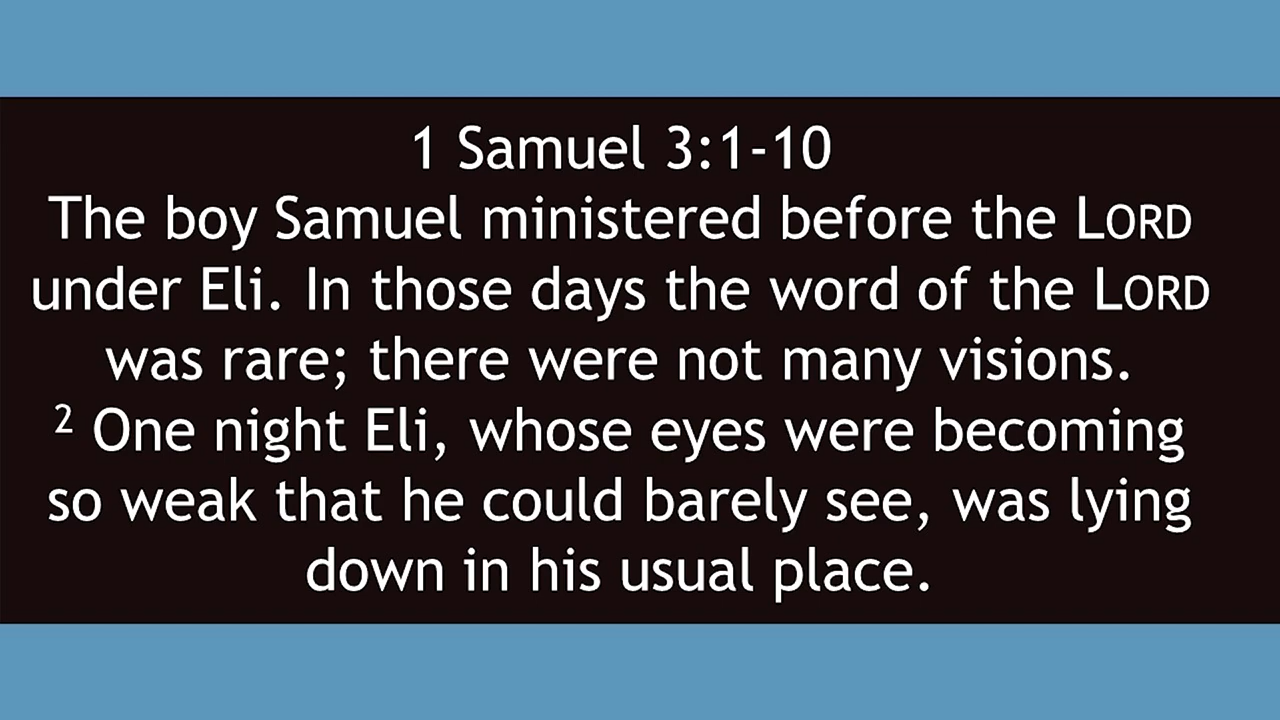 1 Samuel 3:1-10
The boy Samuel ministered before the LORD
under Eli. In those days the word of the LORD
was rare; there were not many visions.
² One night Eli, whose eyes were becoming
so weak that he could barely see, was lying
down in his usual place.